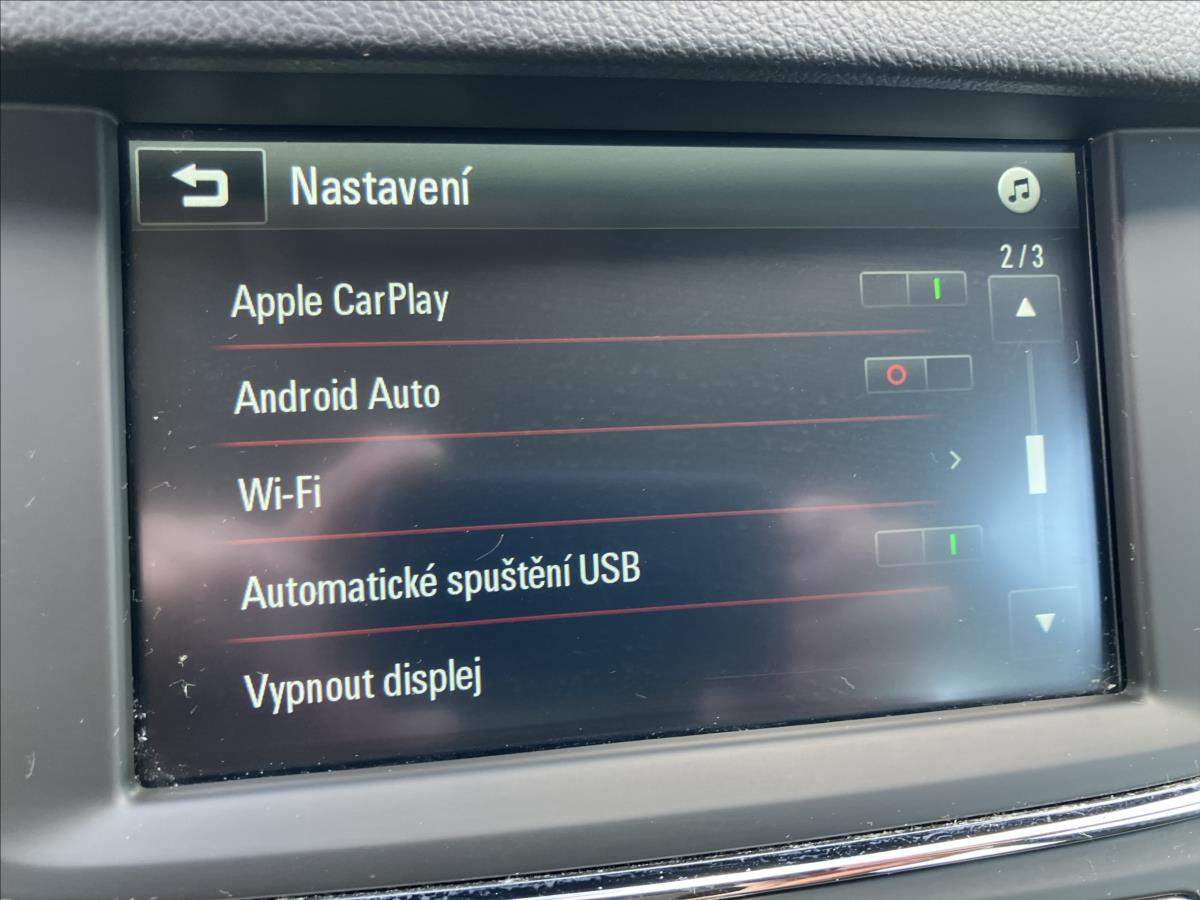 Nastavení
2/3
Apple CarPlay
Android Auto
Wi-Fi
Automatické spuštění USB
Vypnout displej